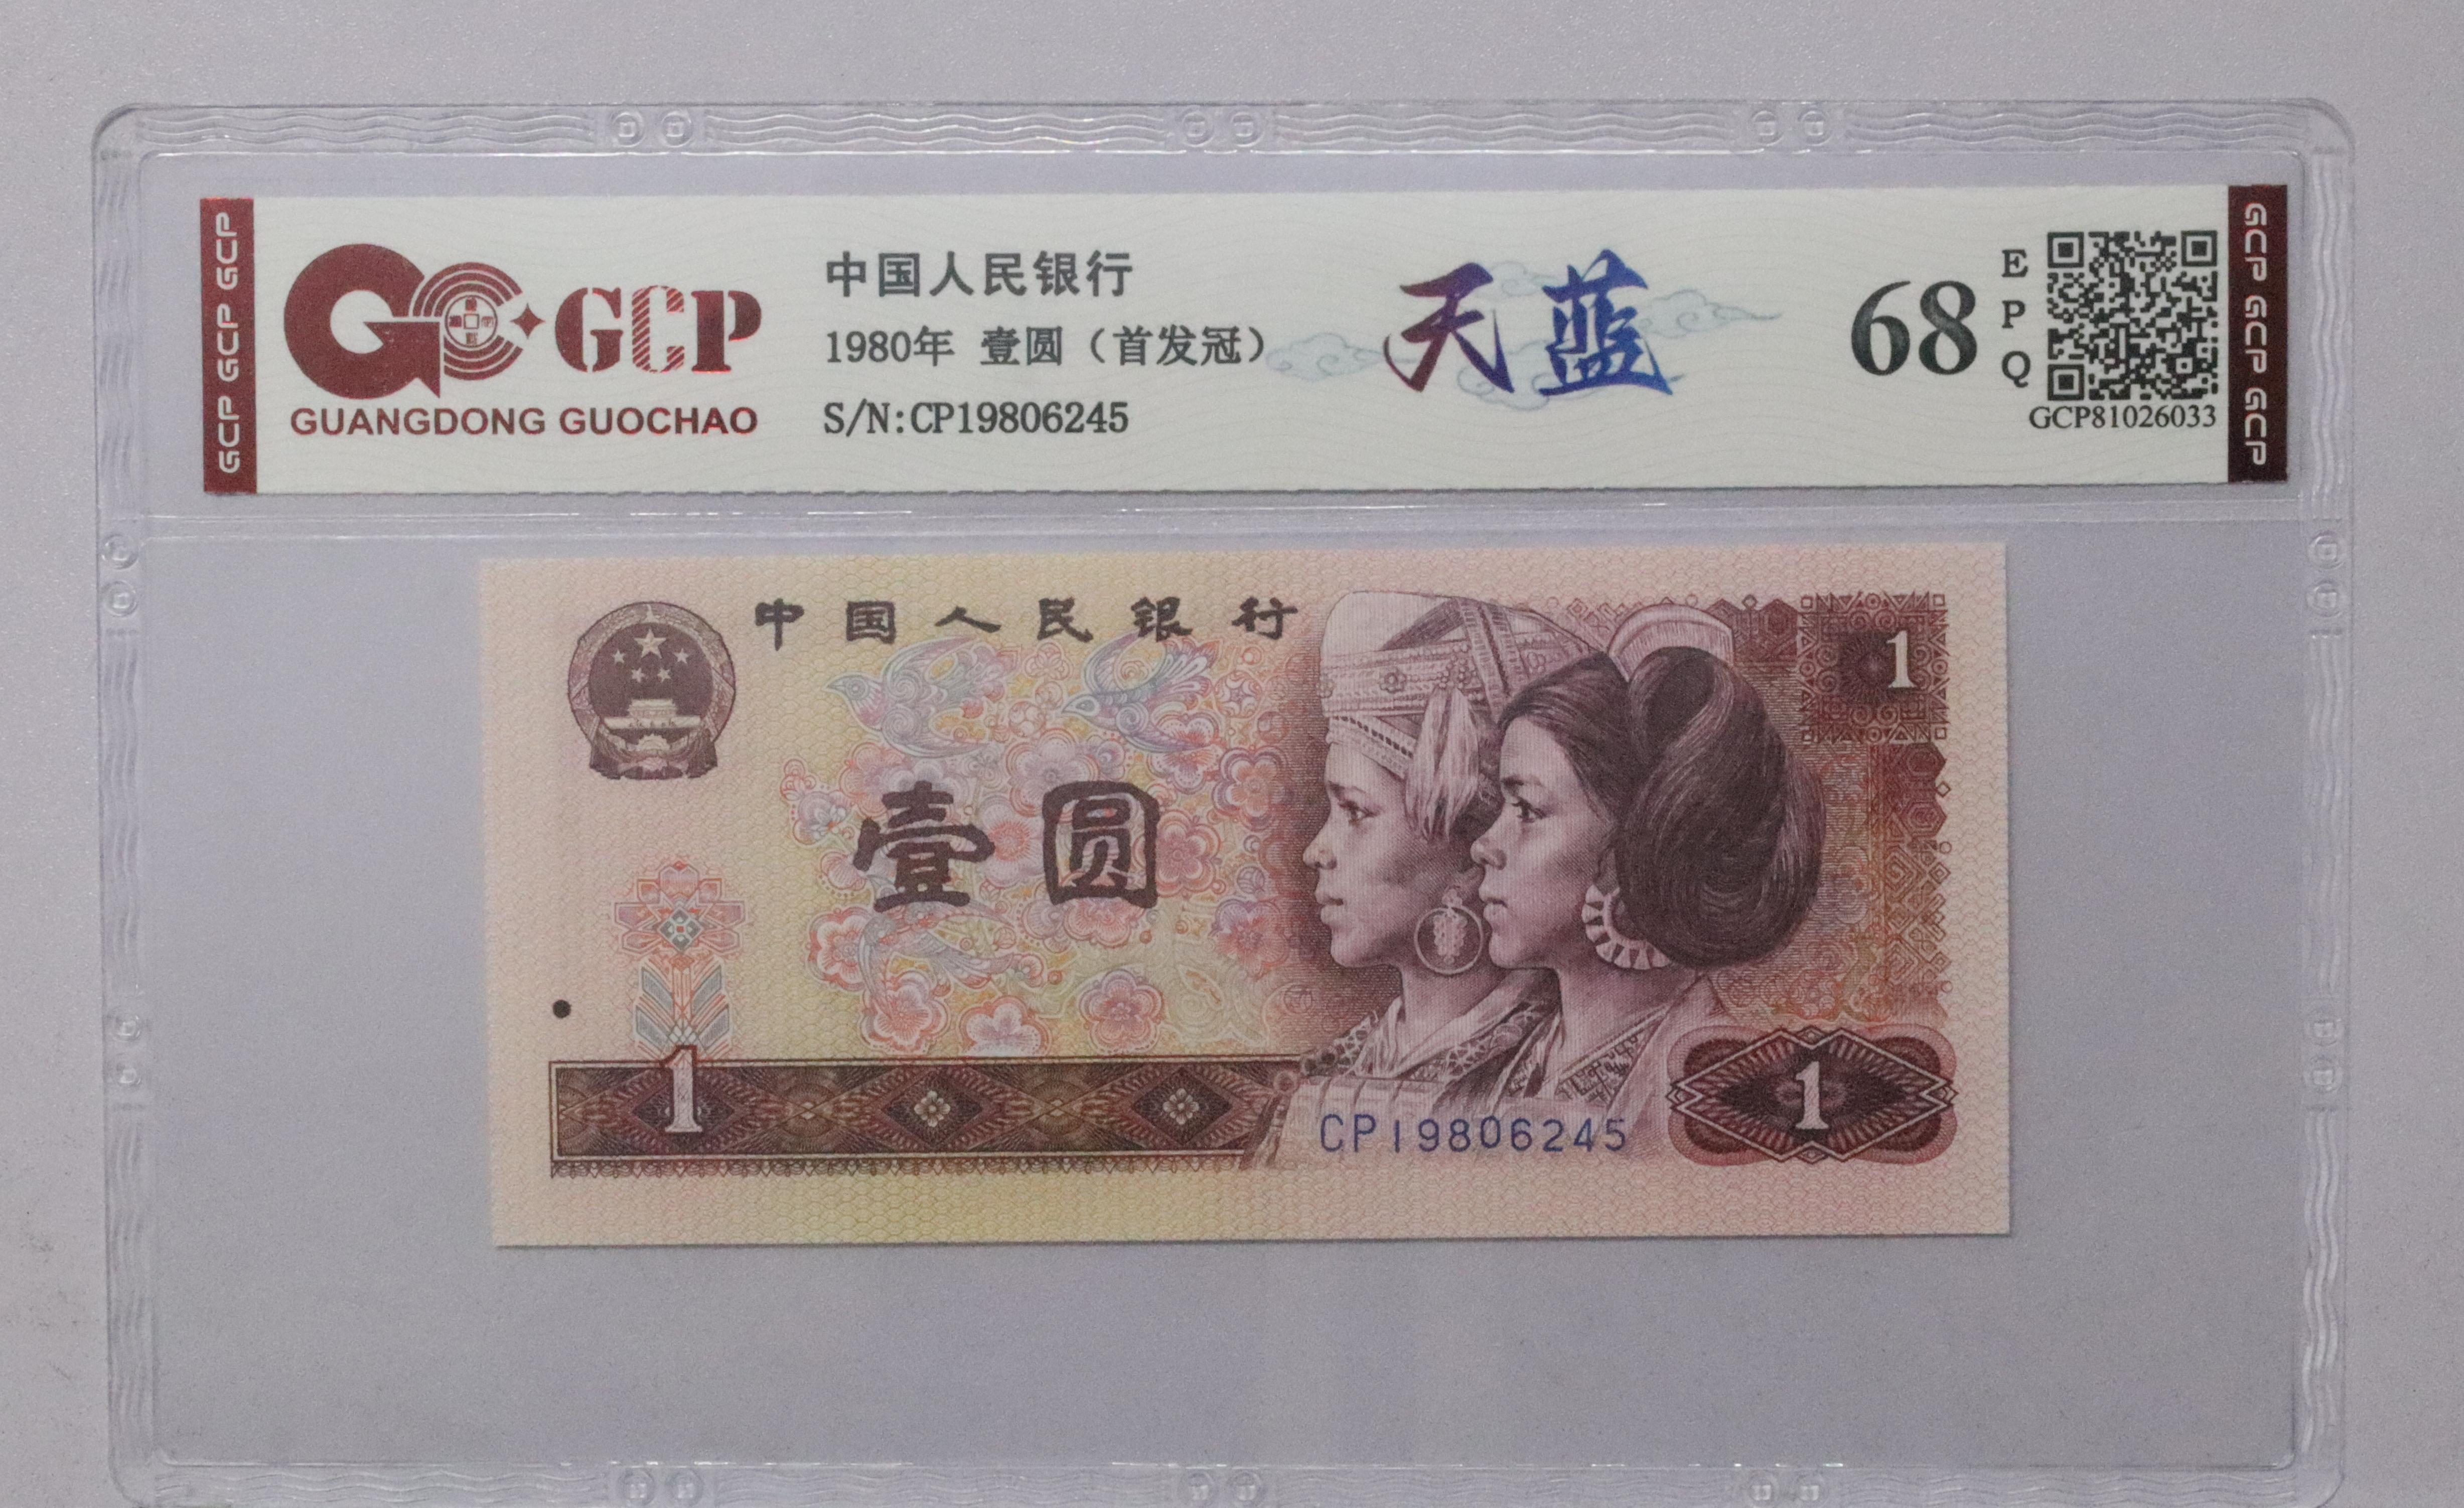 GCP GCP GCP
GCP
GUANGDONG GUOCHAO
中国人民银行
1980年 壹圆（首发冠）
S/N:CP19806245
天蓝
68
E
P
Q
GCP81026033
GCP GCP GCP
中国人民银行
1
壹圆
1
1
CP19806245